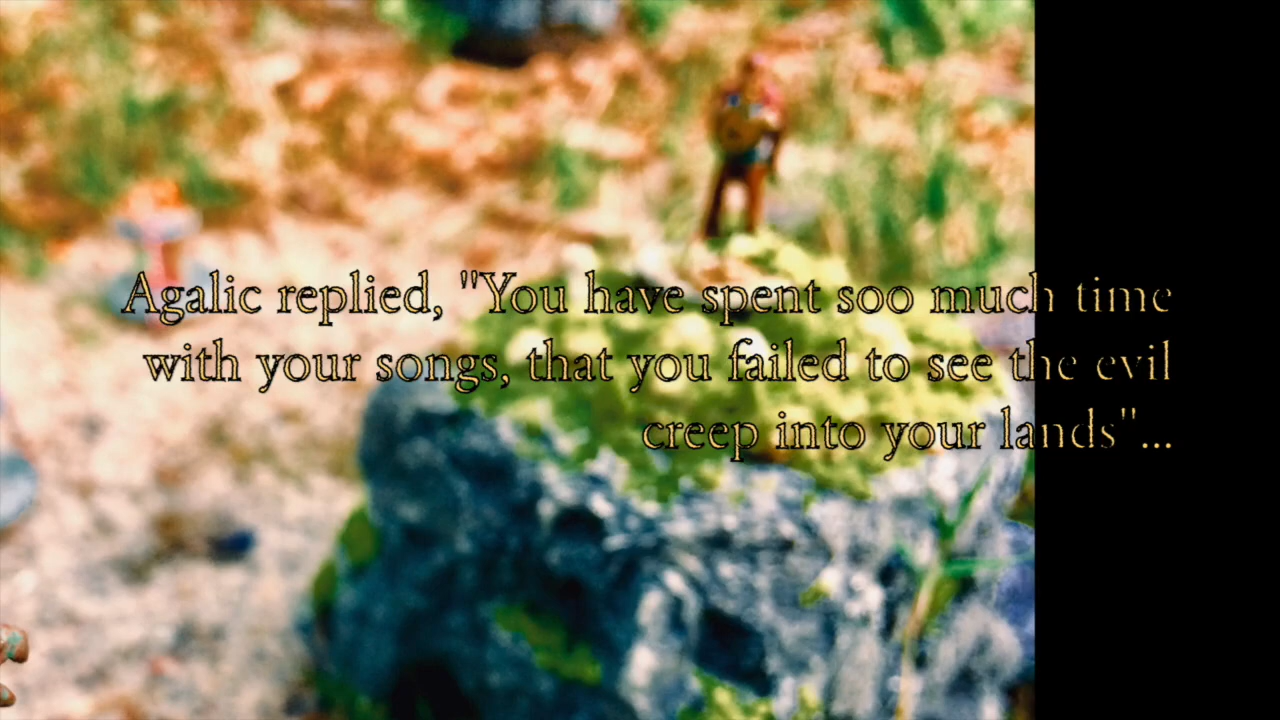 Agalic replied, "You have spent soo much time
with your songs, that you failed to see the evil
creep into your lands"...